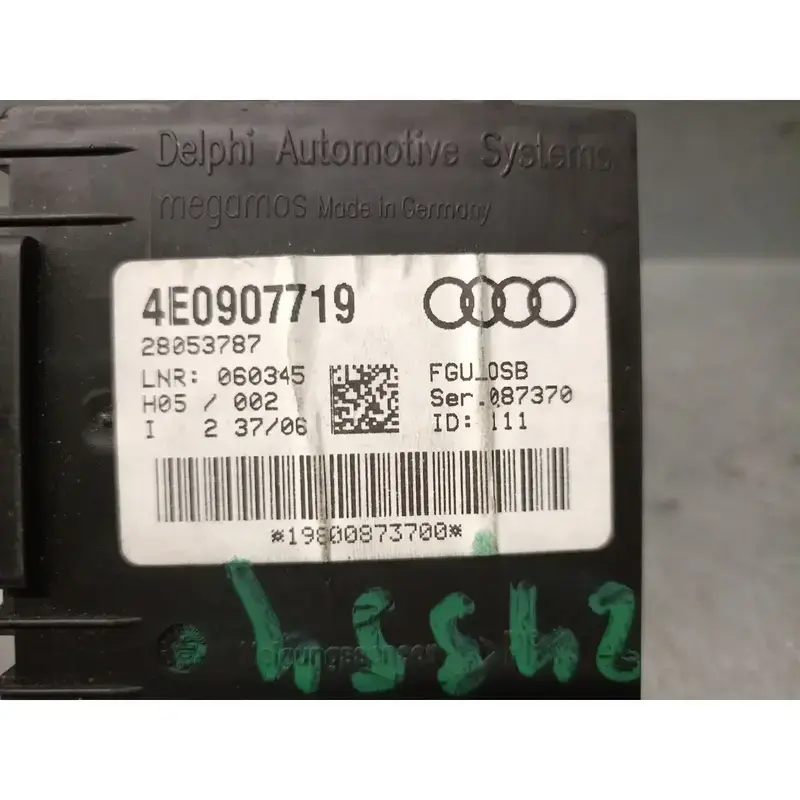 Delphi Automotive Systems
megamos Made in Germany
4E0907719
28053787
LNR: 060345
H05 / 002
I 2 37/06
FGU_OSB
Ser.087370
ID: 111
*19800873700*
Neigungssensor